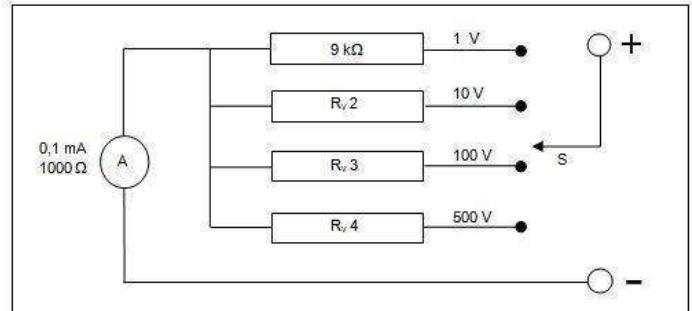 9 kΩ
1 V
+
Rv 2
10 V
0,1 mA
1000 Ω
A
Rv 3
100 V
S
Rv 4
500 V
-